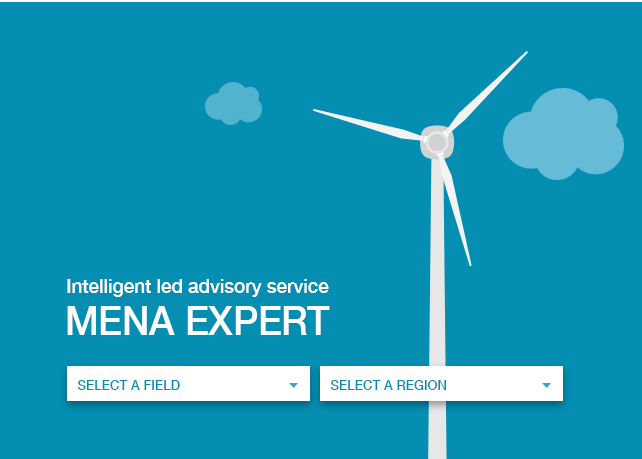 Intelligent led advisory service
MENA EXPERT
SELECT A FIELD
SELECT A REGION